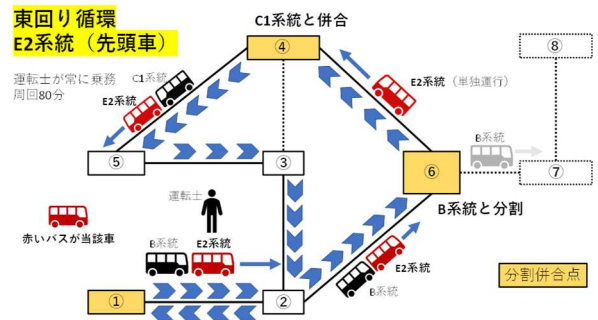 東回り循環
E2系統（先頭車）
運転士が常に乗務
周回80分
C1系統と併合
④
C1系統
E2系統
E2系統（単独運行）
⑧
B系統
⑤
③
⑥
⑦
B系統と分割
運転士
赤いバスが当該車
B系統 E2系統
E2系統
B系統
分割併合点
①
②